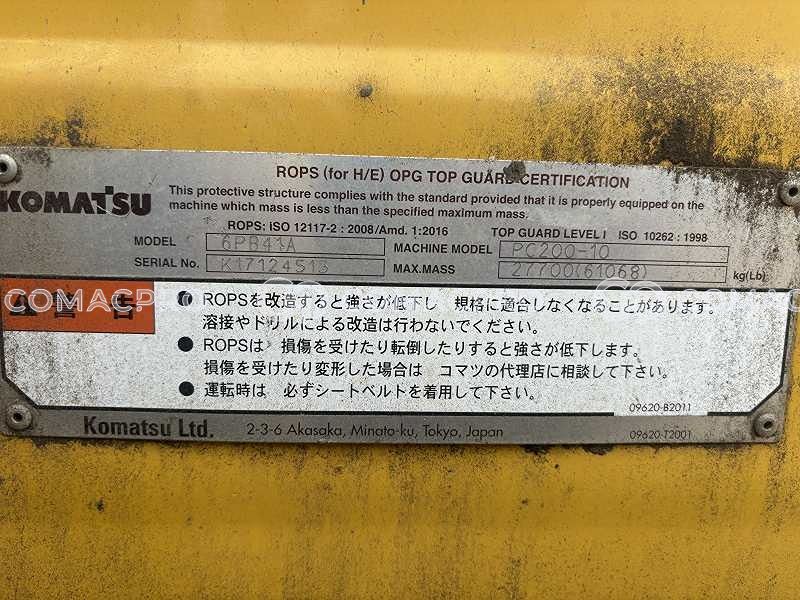 ROPS (for H/E) OPG TOP GUARD CERTIFICATION
KOMATSU
This protective structure complies with the standard provided that it is properly equipped on the
machine which mass is less than the specified maximum mass.
ROPS: ISO 12117-2 : 2008/Amd. 1:2016 TOP GUARD LEVEL I ISO 10262 : 1998
MODEL 6PB41A MACHINE MODEL PC200-10
SERIAL No. K1712451 MAX.MASS 27700(61068) kg(Lb)
警 告
● ROPSを改造すると強さが低下し 規格に適合しなくなることがあります。
溶接やドリルによる改造は行わないでください。
● ROPSは 損傷を受けたり転倒したりすると強さが低下します。
損傷を受けたり変形した場合は コマツの代理店に相談して下さい。
● 運転時は 必ずシートベルトを着用して下さい。
09620-B2011
Komatsu Ltd. 2-3-6 Akasaka, Minato-ku, Tokyo, Japan 09620-T2001